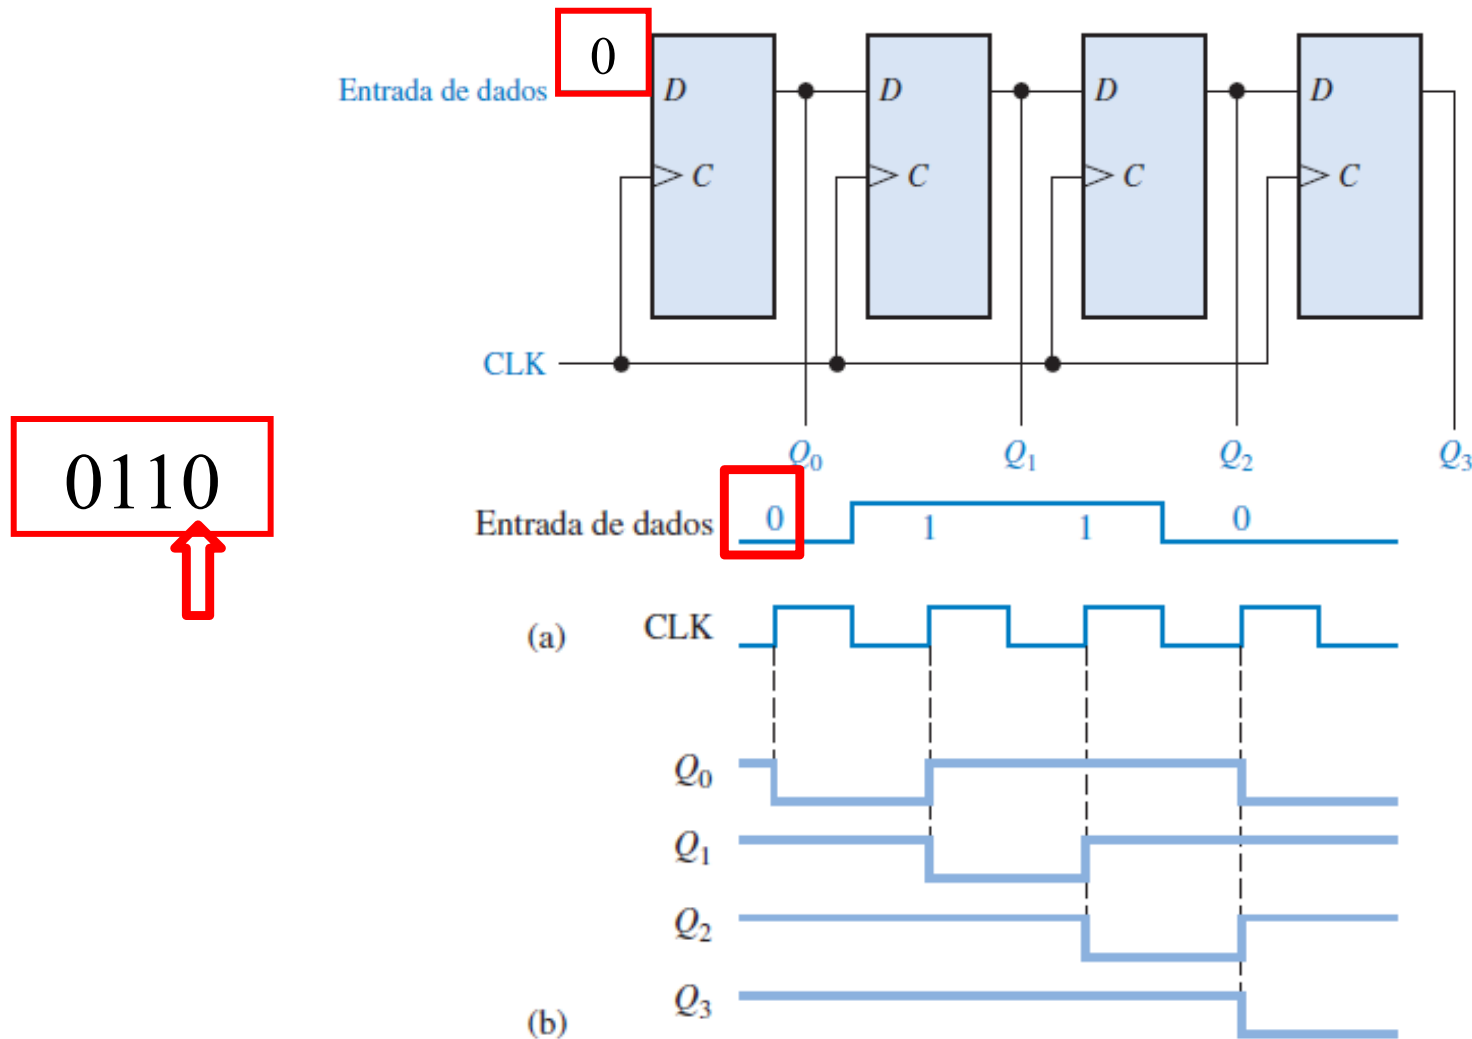 0
Entrada de dados
D D D D
C C C C
CLK
0110
Q0 Q1 Q2 Q3
Entrada de dados 0 1 1 0
(a) CLK
Q0
Q1
Q2
Q3
(b)